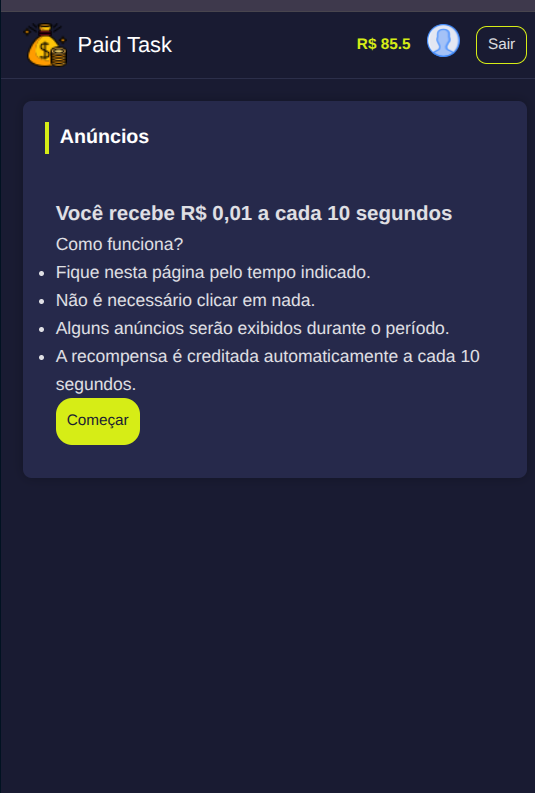 Paid Task
R$ 85.5
Sair
Anúncios
Você recebe R$ 0,01 a cada 10 segundos
Como funciona?
Fique nesta página pelo tempo indicado.
Não é necessário clicar em nada.
Alguns anúncios serão exibidos durante o período.
A recompensa é creditada automaticamente a cada 10
segundos.
Começar